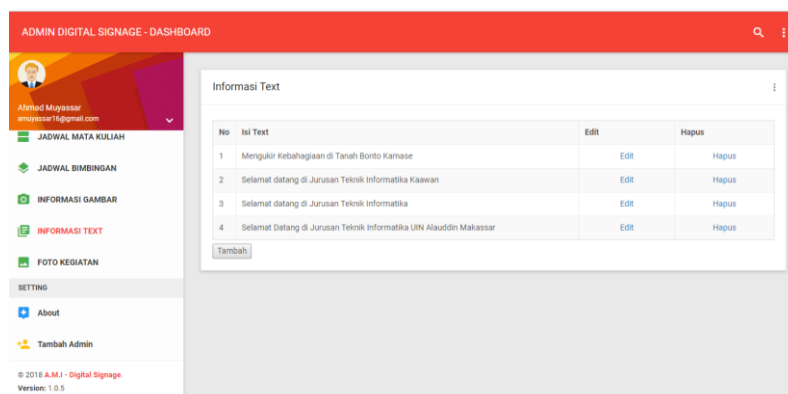 ADMIN DIGITAL SIGNAGE - DASHBOARD
Ahmad Muyassar
amuyassar16@gmail.com
JADWAL MATA KULIAH
JADWAL BIMBINGAN
INFORMASI GAMBAR
INFORMASI TEXT
FOTO KEGIATAN
SETTING
About
Tambah Admin
© 2016 A.M.I - Digital Signage.
Version: 1.0.5
Informasi Text
No Isi Text Edit Hapus
1 Mengukir Kebahagiaan di Tanah Bonto Kamase Edit Hapus
2 Selamat datang di Jurusan Teknik Informatika Kaawan Edit Hapus
3 Selamat datang di Jurusan Teknik Informatika Edit Hapus
4 Selamat Datang di Jurusan Teknik Informatika UIN Alauddin Makassar Edit Hapus
Tambah